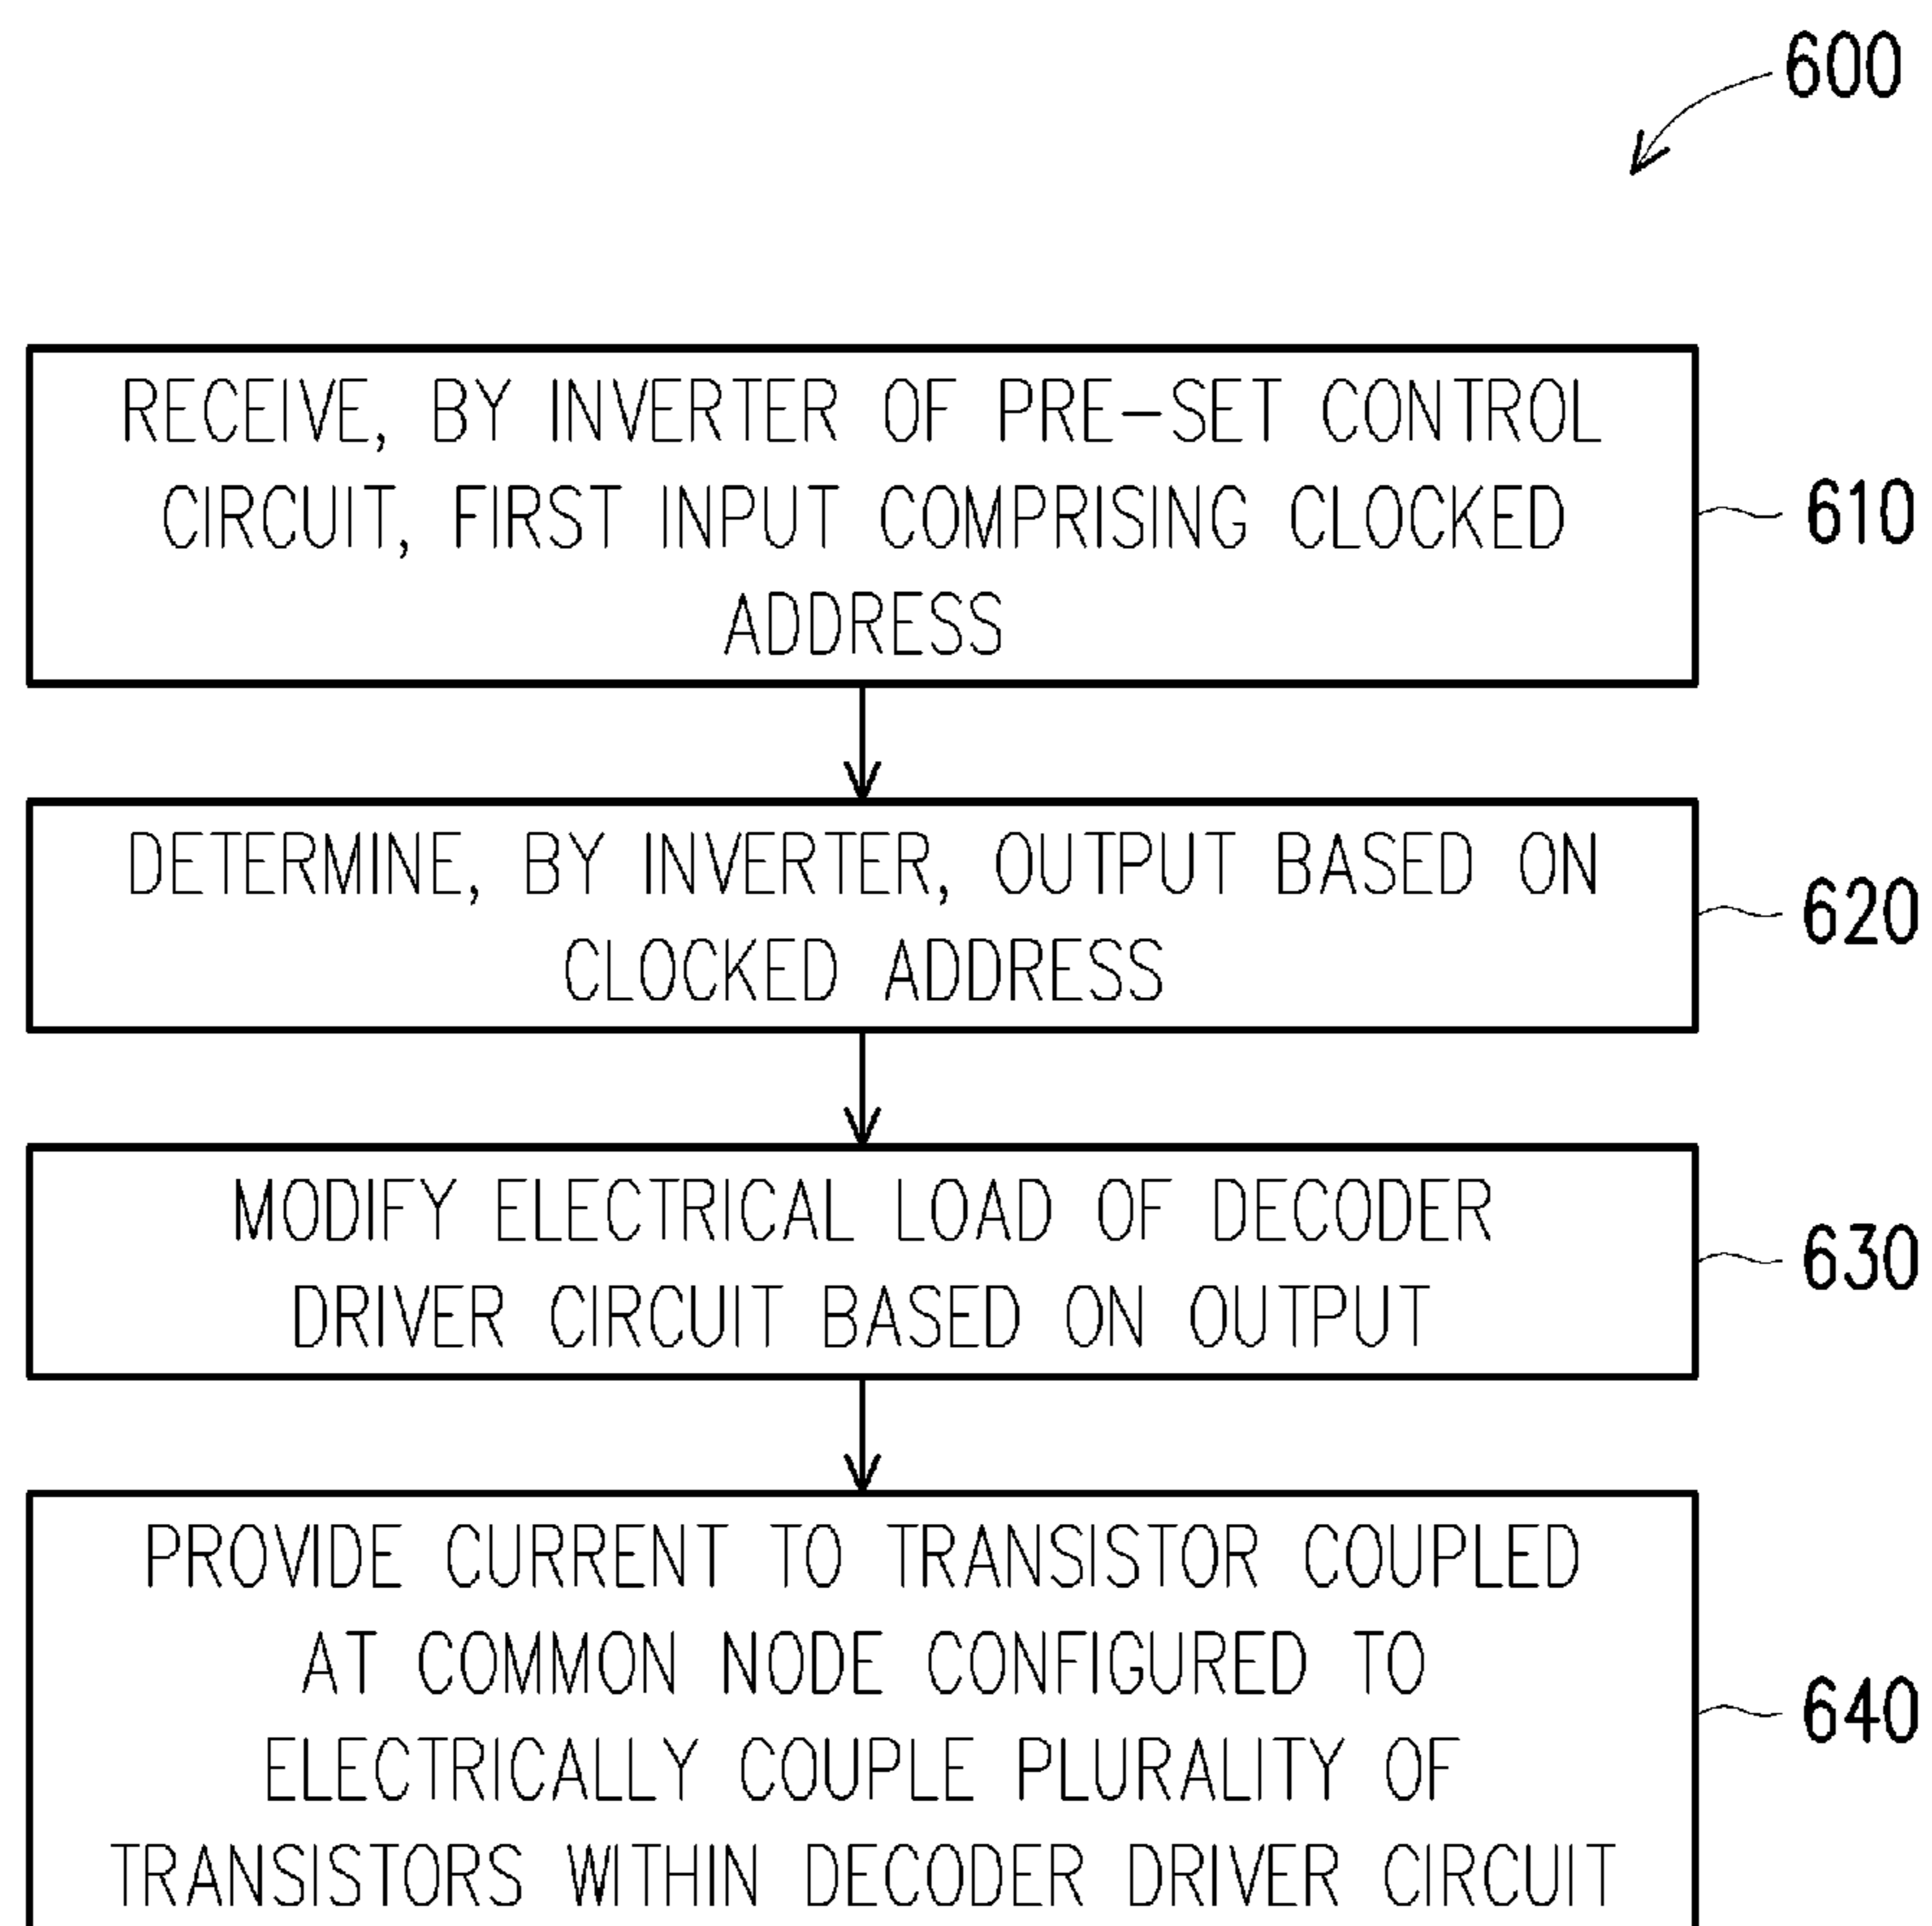 600
RECEIVE, BY INVERTER OF PRE-SET CONTROL
CIRCUIT, FIRST INPUT COMPRISING CLOCKED
ADDRESS
610
DETERMINE, BY INVERTER, OUTPUT BASED ON
CLOCKED ADDRESS
620
MODIFY ELECTRICAL LOAD OF DECODER
DRIVER CIRCUIT BASED ON OUTPUT
630
PROVIDE CURRENT TO TRANSISTOR COUPLED
AT COMMON NODE CONFIGURED TO
ELECTRICALLY COUPLE PLURALITY OF
TRANSISTORS WITHIN DECODER DRIVER CIRCUIT
640